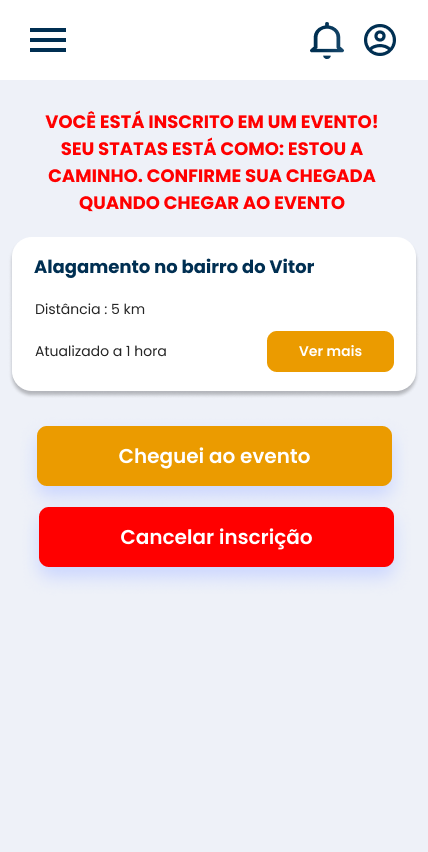 VOCÊ ESTÁ INSCRITO EM UM EVENTO!
SEU STATAS ESTÁ COMO: ESTOU A
CAMINHO. CONFIRME SUA CHEGADA
QUANDO CHEGAR AO EVENTO
Alagamento no bairro do Vitor
Distância : 5 km
Atualizado a 1 hora
Ver mais
Cheguei ao evento
Cancelar inscrição